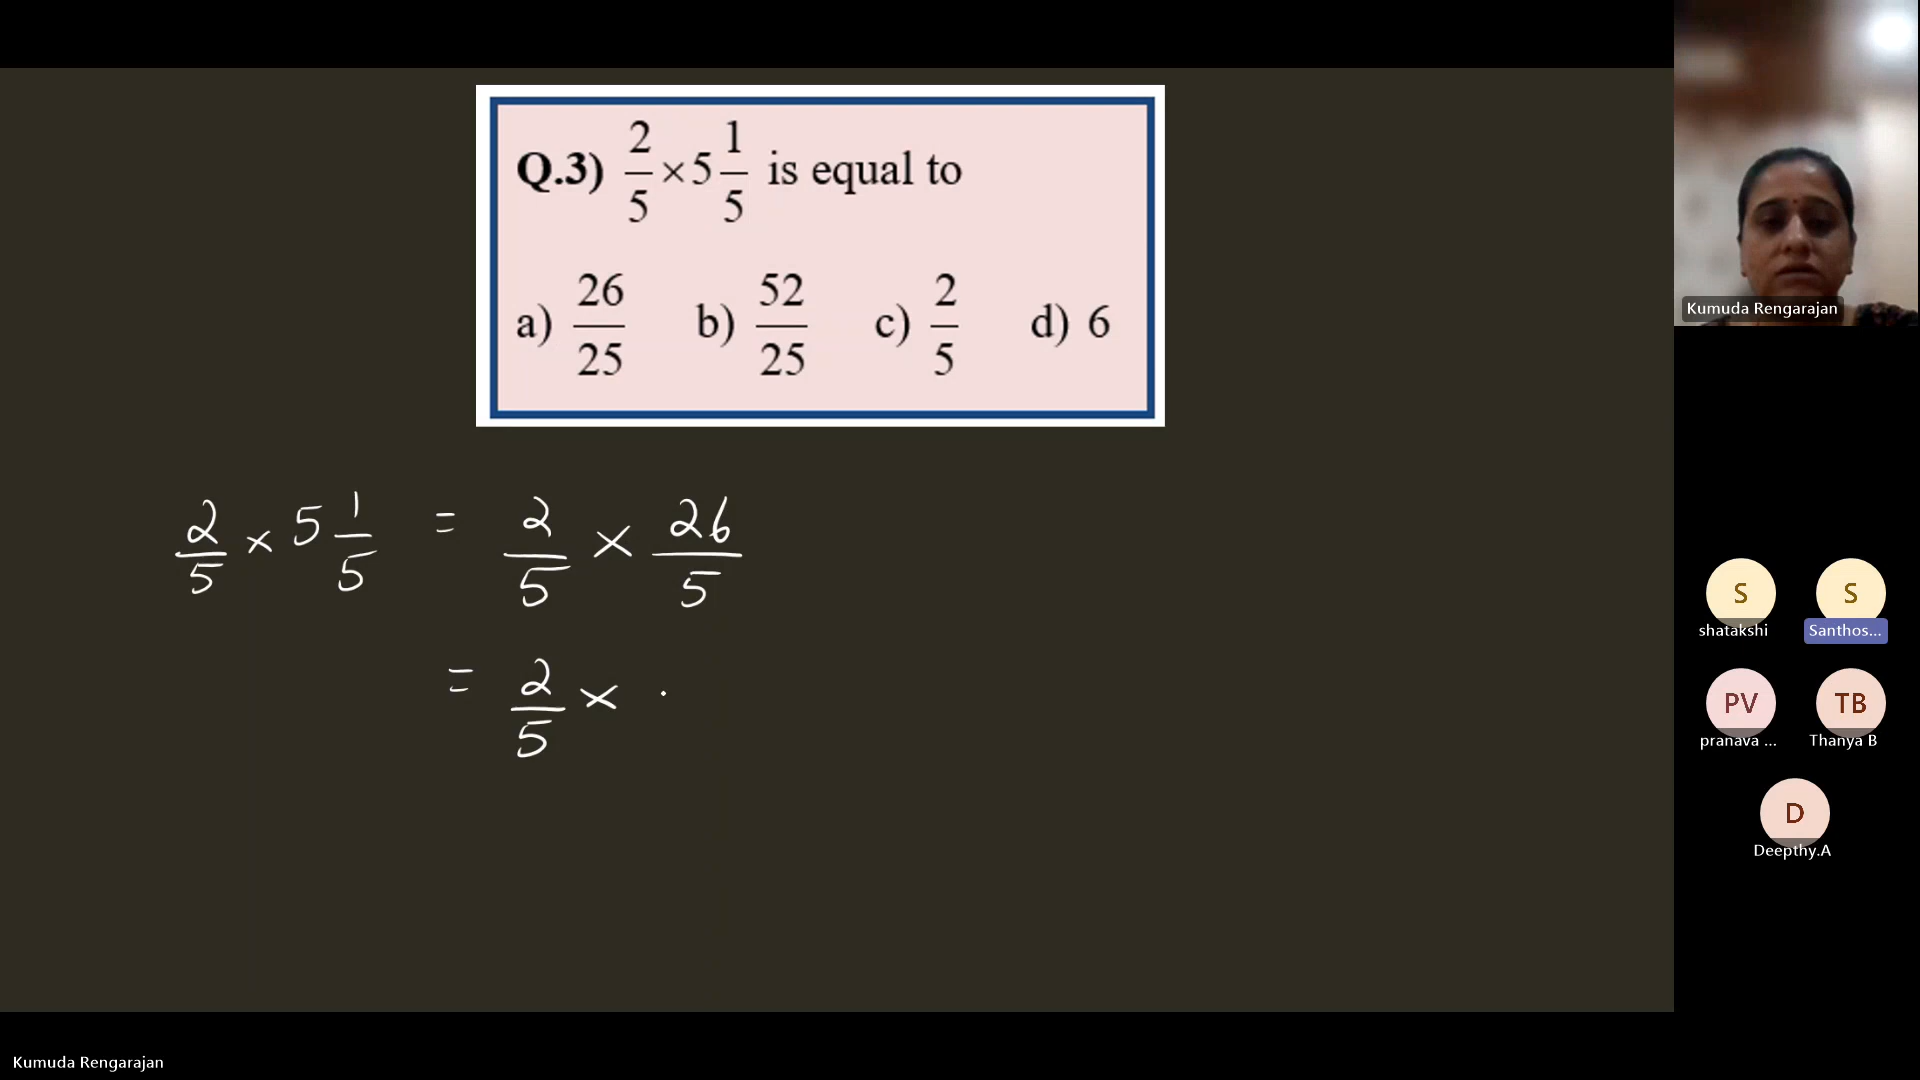 Q.3) 2/5 × 5 1/5 is equal to
a) 26/25 b) 52/25 c) 2/5 d) 6
2/5 × 5 1/5 = 2/5 × 26/5
= 2/5 × .
Kumuda Rengarajan
S S
shatakshi Santhos...
PV TB
pranava ... Thanya B
D
Deepthy.A
Kumuda Rengarajan